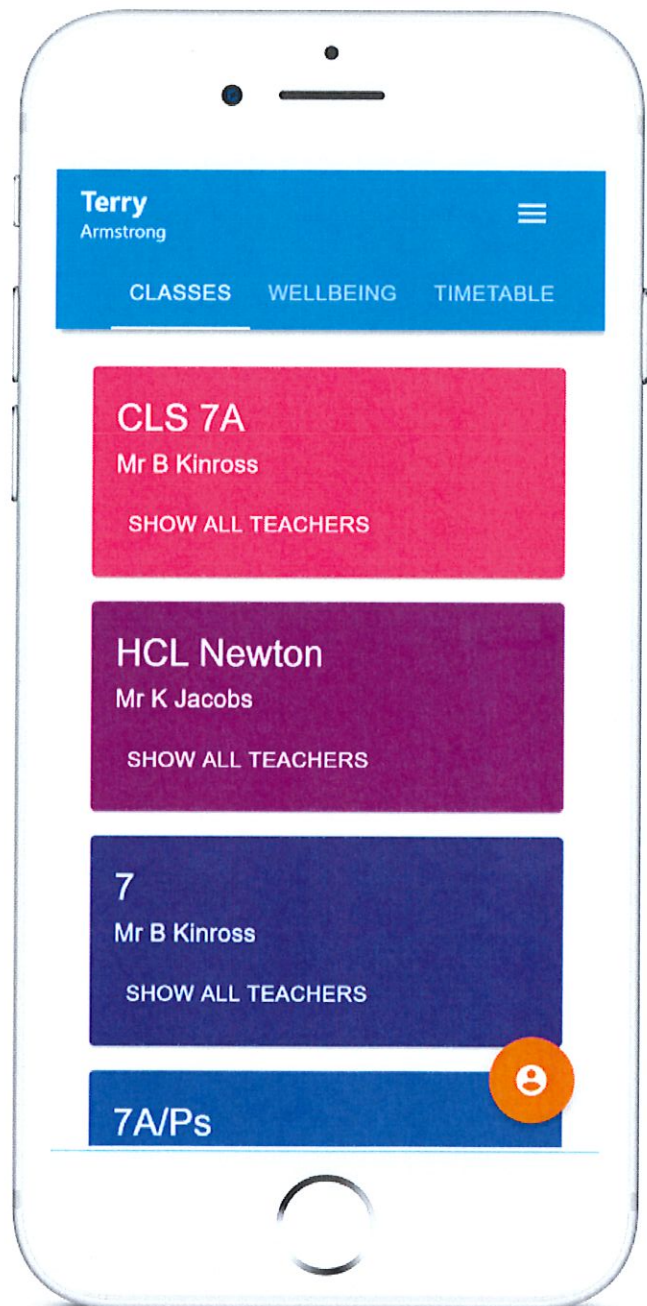 Terry
Armstrong
CLASSES WELLBEING TIMETABLE
CLS 7A
Mr B Kinross
SHOW ALL TEACHERS
HCL Newton
Mr K Jacobs
SHOW ALL TEACHERS
7
Mr B Kinross
SHOW ALL TEACHERS
7A/Ps